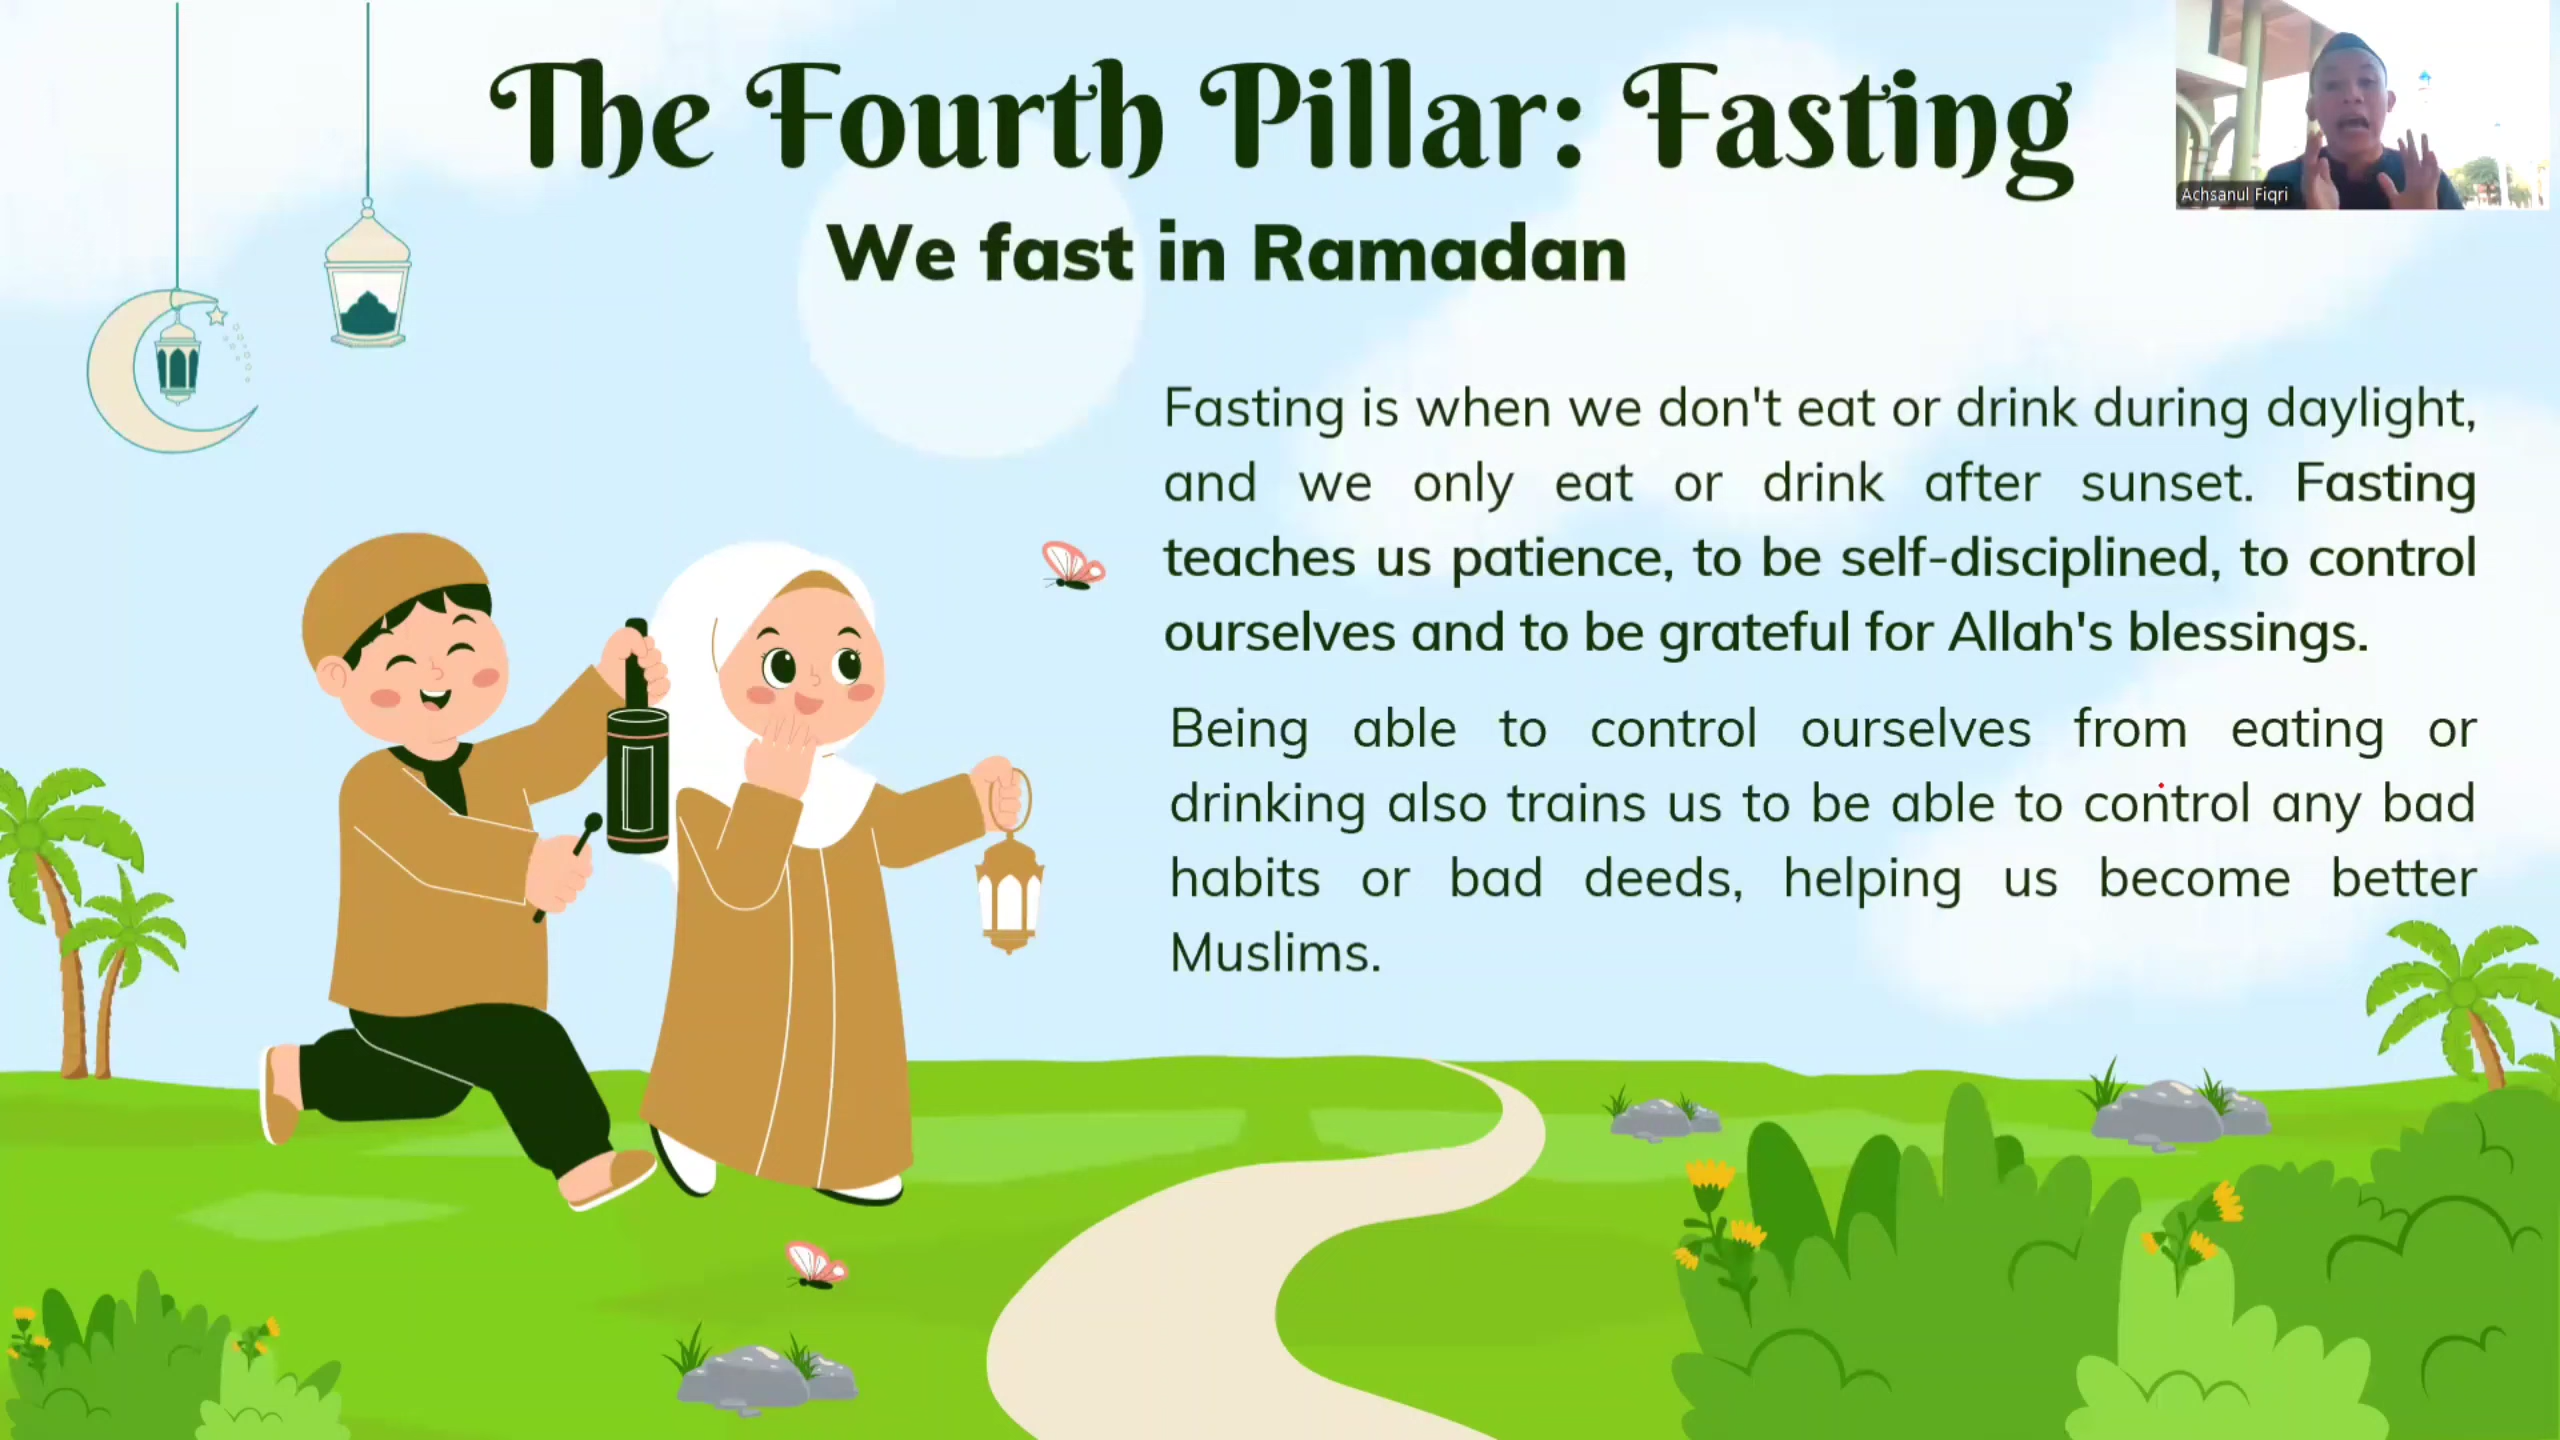 The Fourth Pillar: Fasting
We fast in Ramadan
Achsanul Fiqri
Fasting is when we don't eat or drink during daylight,
and we only eat or drink after sunset. Fasting
teaches us patience, to be self-disciplined, to control
ourselves and to be grateful for Allah's blessings.
Being able to control ourselves from eating or
drinking also trains us to be able to control any bad
habits or bad deeds, helping us become better
Muslims.